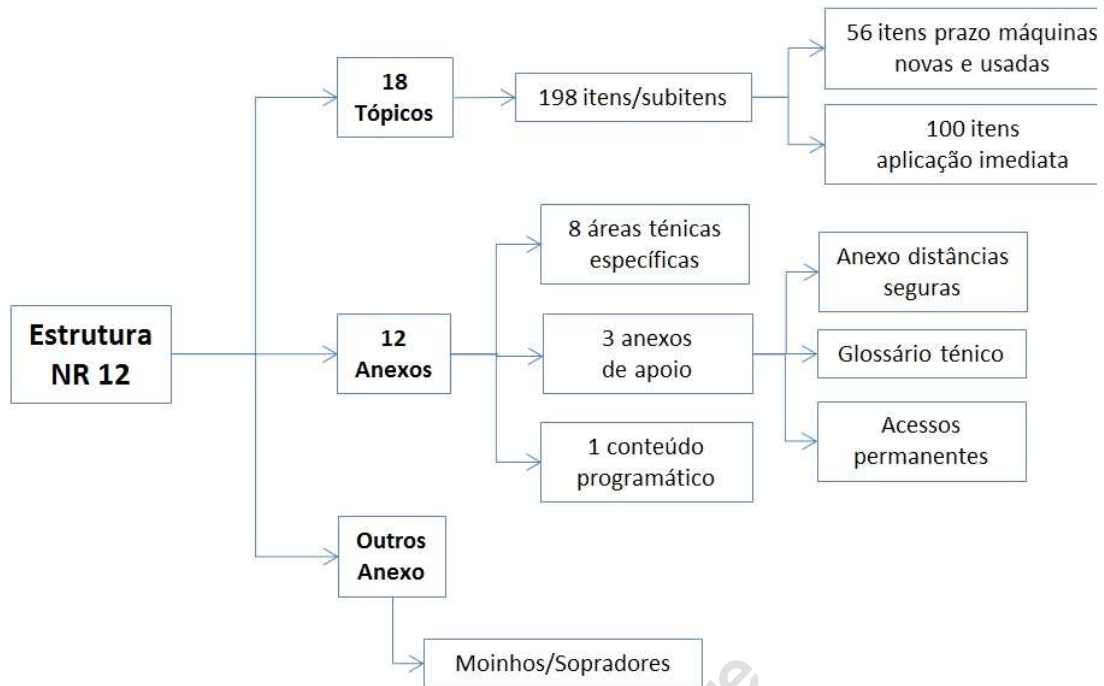 Estrutura
NR 12
18
Tópicos
198 itens/subitens
56 itens prazo máquinas
novas e usadas
100 itens
aplicação imediata
12
Anexos
8 áreas ténicas
específicas
3 anexos
de apoio
1 conteúdo
programático
Anexo distâncias
seguras
Glossário ténico
Acessos
permanentes
Outros
Anexo
Moinhos/Sopradores